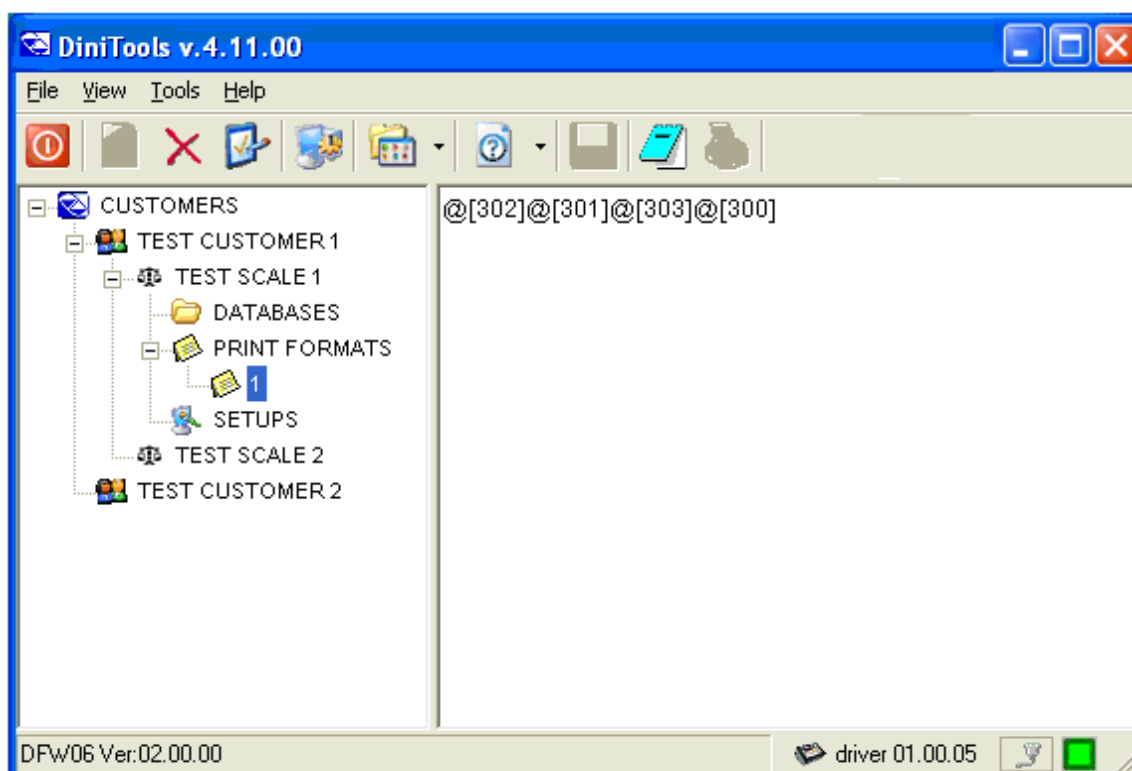 DiniTools v.4.11.00
File View Tools Help
CUSTOMERS
TEST CUSTOMER 1
TEST SCALE 1
DATABASES
PRINT FORMATS
1
SETUPS
TEST SCALE 2
TEST CUSTOMER 2
@[302]@[301]@[303]@[300]
DFW06 Ver:02.00.00
driver 01.00.05